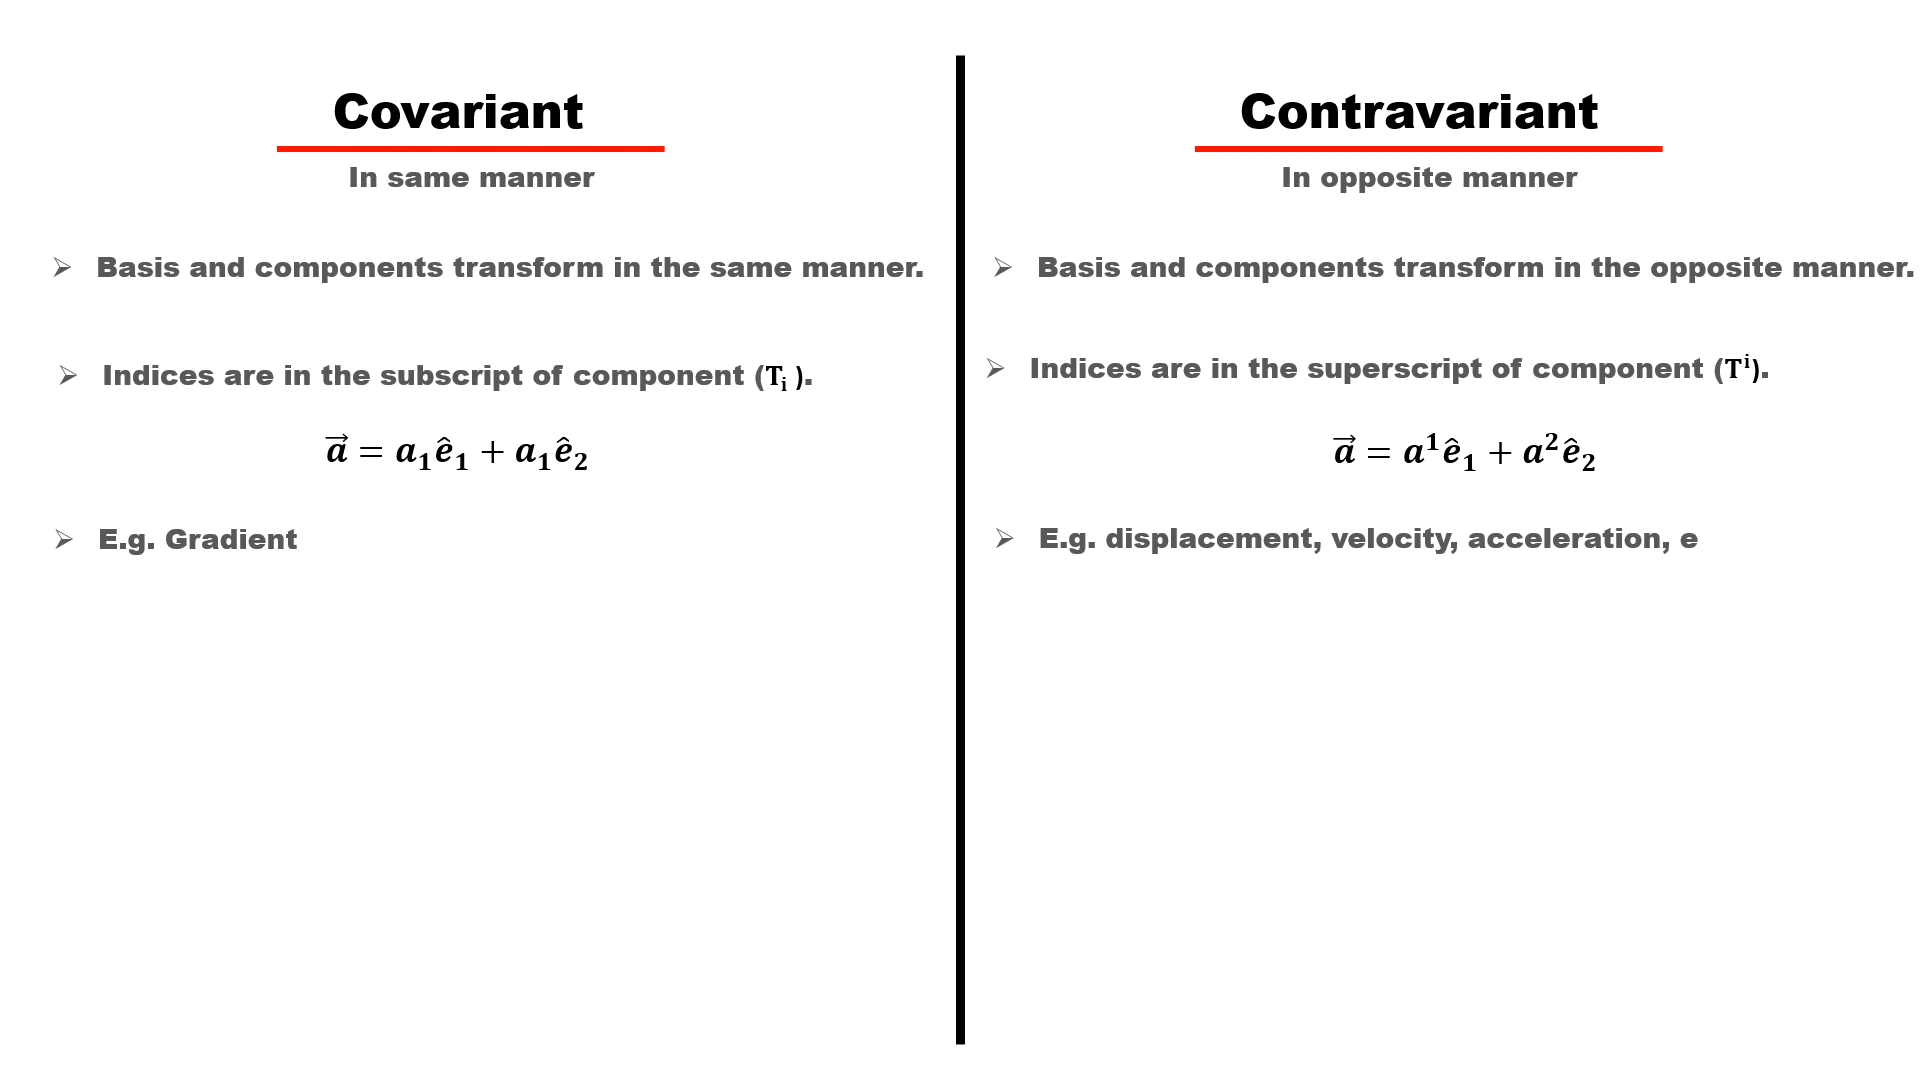 Covariant
In same manner
➢ Basis and components transform in the same manner.
➢ Indices are in the subscript of component (Tᵢ ).
a⃗ = a₁ê₁ + a₁ê₂
➢ E.g. Gradient
Contravariant
In opposite manner
➢ Basis and components transform in the opposite manner.
➢ Indices are in the superscript of component (Tⁱ).
a⃗ = a¹ê₁ + a²ê₂
➢ E.g. displacement, velocity, acceleration, e